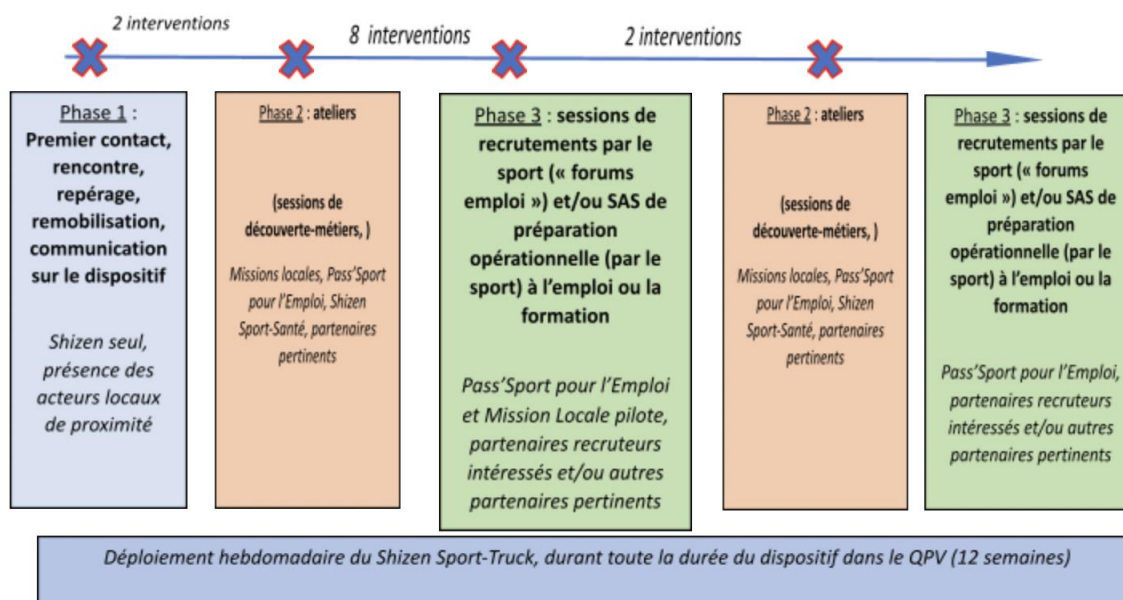 2 interventions
8 interventions
2 interventions
Phase 1 :
Premier contact,
rencontre,
repérage,
remobilisation,
communication
sur le dispositif
Shizen seul,
présence des
acteurs locaux
de proximité
Phase 2 : ateliers
(sessions de
découverte-métiers, )
Missions locales, Pass’Sport
pour l’Emploi, Shizen
Sport-Santé, partenaires
pertinents
Phase 3 : sessions de
recrutements par le
sport (« forums
emploi ») et/ou SAS de
préparation
opérationnelle (par le
sport) à l’emploi ou la
formation
Pass’Sport pour l’Emploi
et Mission Locale pilote,
partenaires recruteurs
intéressés et/ou autres
partenaires pertinents
Phase 2 : ateliers
(sessions de
découverte-métiers, )
Missions locales, Pass’Sport
pour l’Emploi, Shizen
Sport-Santé, partenaires
pertinents
Phase 3 : sessions de
recrutements par le
sport (« forums
emploi ») et/ou SAS de
préparation
opérationnelle (par le
sport) à l’emploi ou la
formation
Pass’Sport pour l’Emploi,
partenaires recruteurs
intéressés et/ou autres
partenaires pertinents
Déploiement hebdomadaire du Shizen Sport-Truck, durant toute la durée du dispositif dans le QPV (12 semaines)